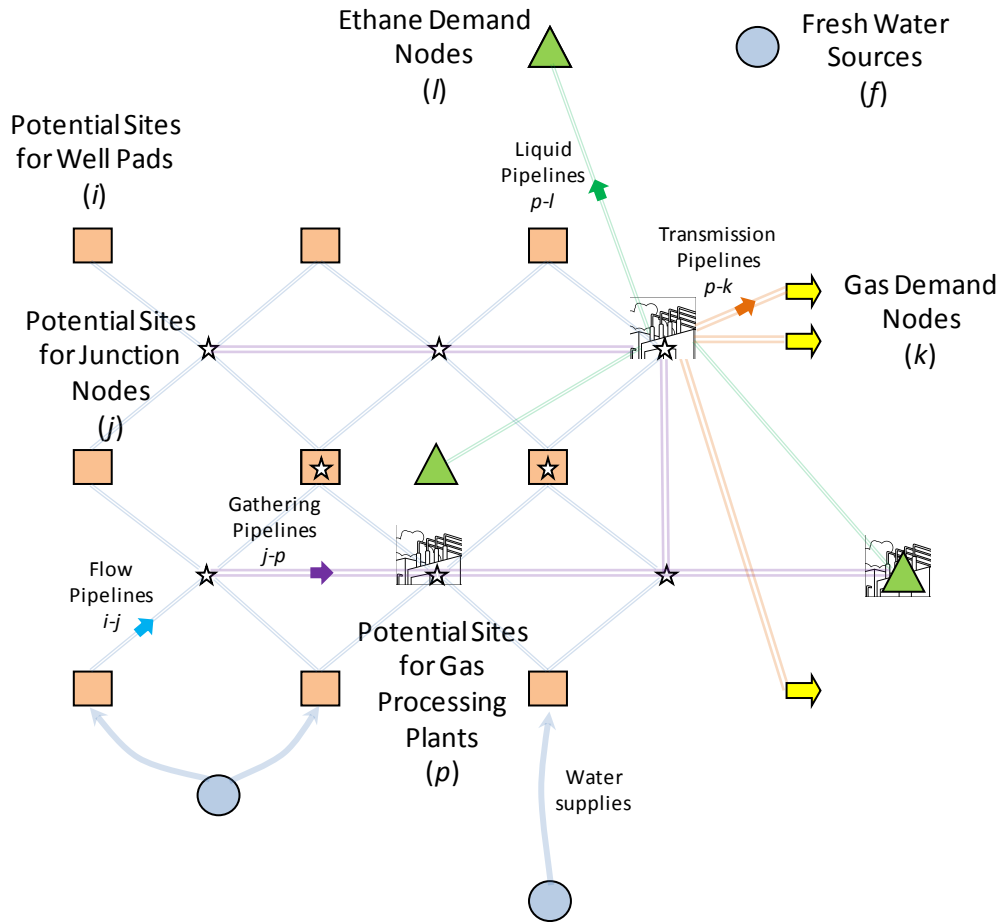 Ethane Demand
Nodes
(l)
Fresh Water
Sources
(f)
Potential Sites
for Well Pads
(i)
Liquid
Pipelines
p-l
Transmission
Pipelines
p-k
Gas Demand
Nodes
(k)
Potential Sites
for Junction
Nodes
(j)
Gathering
Pipelines
j-p
Flow
Pipelines
i-j
Potential Sites
for Gas
Processing
Plants
(p)
Water
supplies